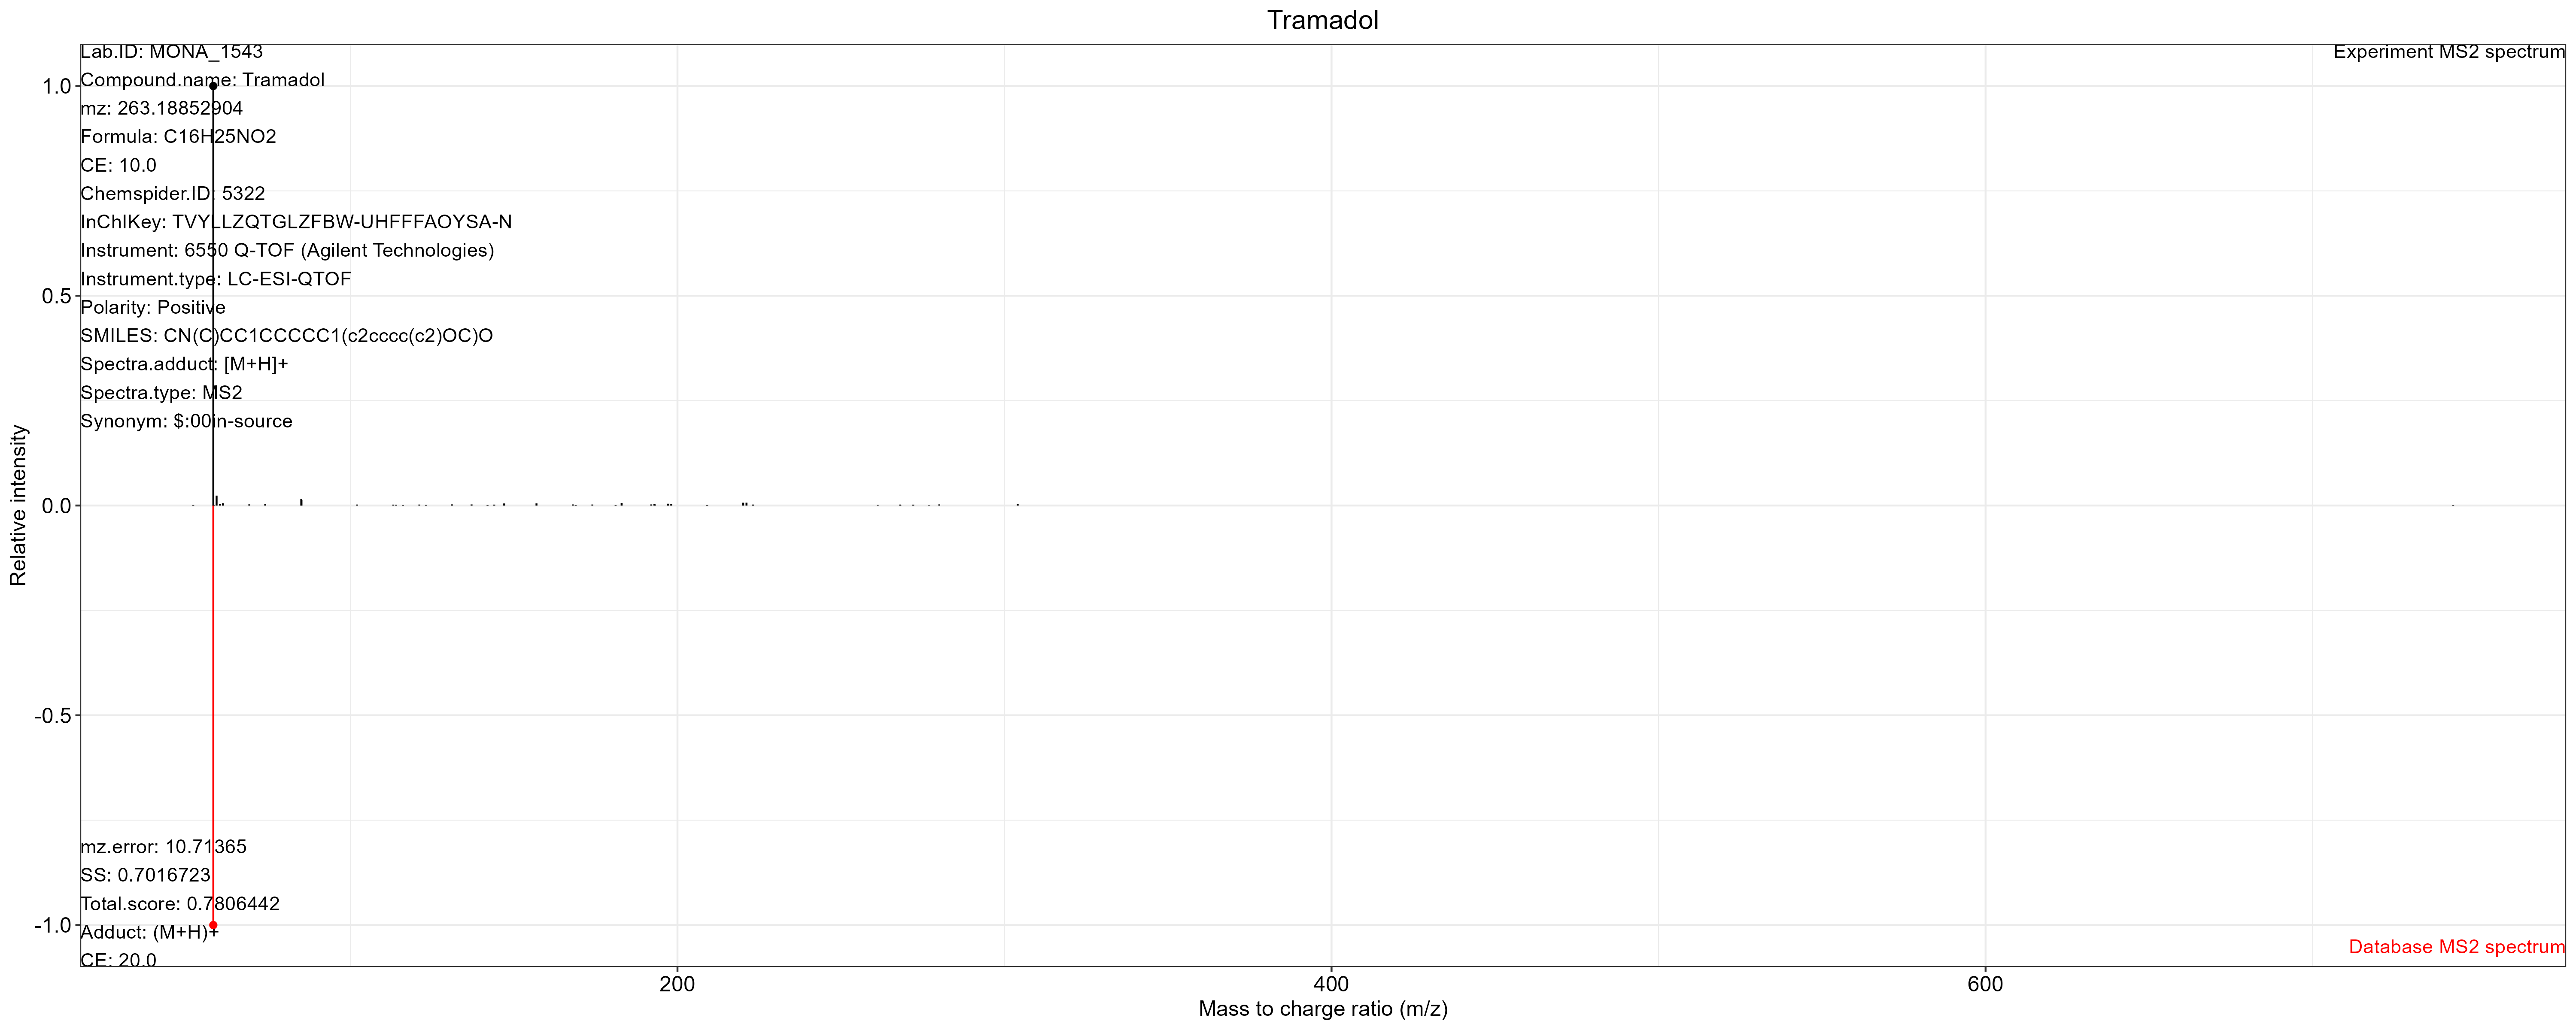 Tramadol
Lab.ID: MONA_1543
Experiment MS2 spectrum
Compound.name: Tramadol
mz: 263.18852904
Formula: C16H25NO2
CE: 10.0
Chemspider.ID: 5322
InChIKey: TVYLLZQTGLZFBW-UHFFFAOYSA-N
Instrument: 6550 Q-TOF (Agilent Technologies)
Instrument.type: LC-ESI-QTOF
Polarity: Positive
SMILES: CN(C)CC1CCCCC1(c2cccc(c2)OC)O
Spectra.adduct: [M+H]+
Spectra.type: MS2
Synonym: $:00in-source
1.0
0.5
0.0
-0.5
-1.0
Relative intensity
mz.error: 10.71365
SS: 0.7016723
Total.score: 0.7806442
Adduct: (M+H)+
CE: 20.0
Database MS2 spectrum
200
400
600
Mass to charge ratio (m/z)